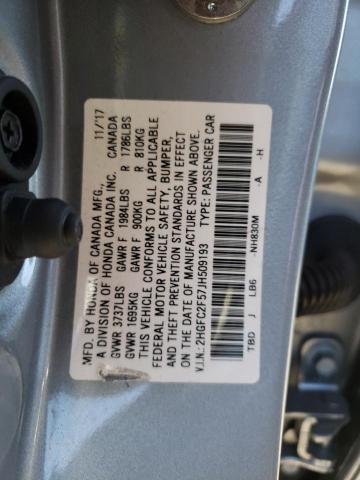 MFD. BY HONDA OF CANADA MFG., 11/17
A DIVISION OF HONDA CANADA INC. CANADA
GVWR 3737LBS GAWR F 1984LBS R 1786LBS
GVWR 1695KG GAWR F 900KG R 810KG
THIS VEHICLE CONFORMS TO ALL APPLICABLE
FEDERAL MOTOR VEHICLE SAFETY, BUMPER,
AND THEFT PREVENTION STANDARDS IN EFFECT
ON THE DATE OF MANUFACTURE SHOWN ABOVE.
V.I.N.: 2HGFC2F57JH509193 TYPE: PASSENGER CAR
TBD J LB6 -NH830M -A -H